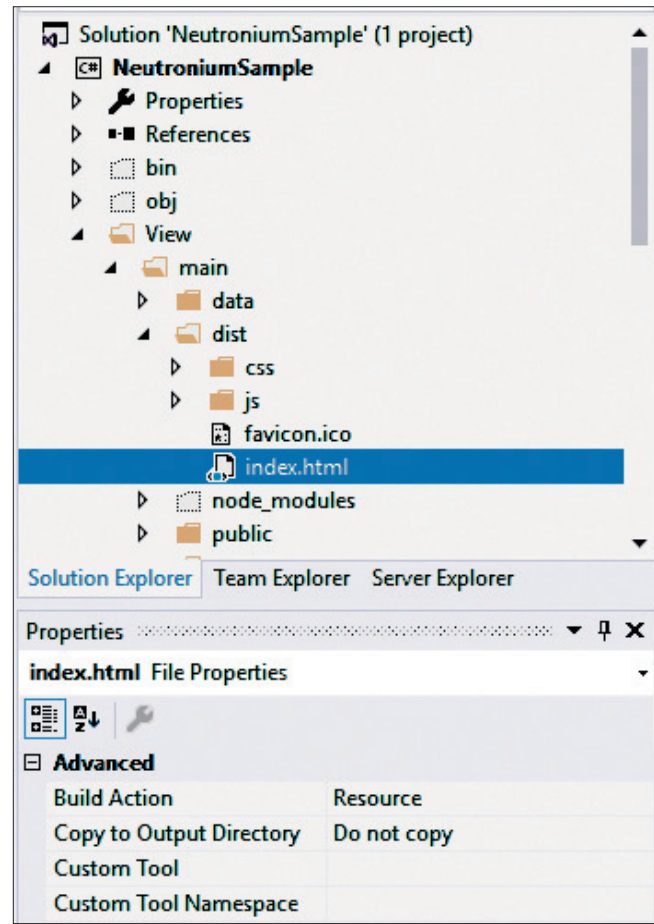 Solution 'NeutroniumSample' (1 project)
C# NeutroniumSample
Properties
References
bin
obj
View
main
data
dist
css
js
favicon.ico
index.html
node_modules
public
Solution Explorer Team Explorer Server Explorer
Properties
index.html File Properties
A Z
Advanced
Build Action Resource
Copy to Output Directory Do not copy
Custom Tool
Custom Tool Namespace